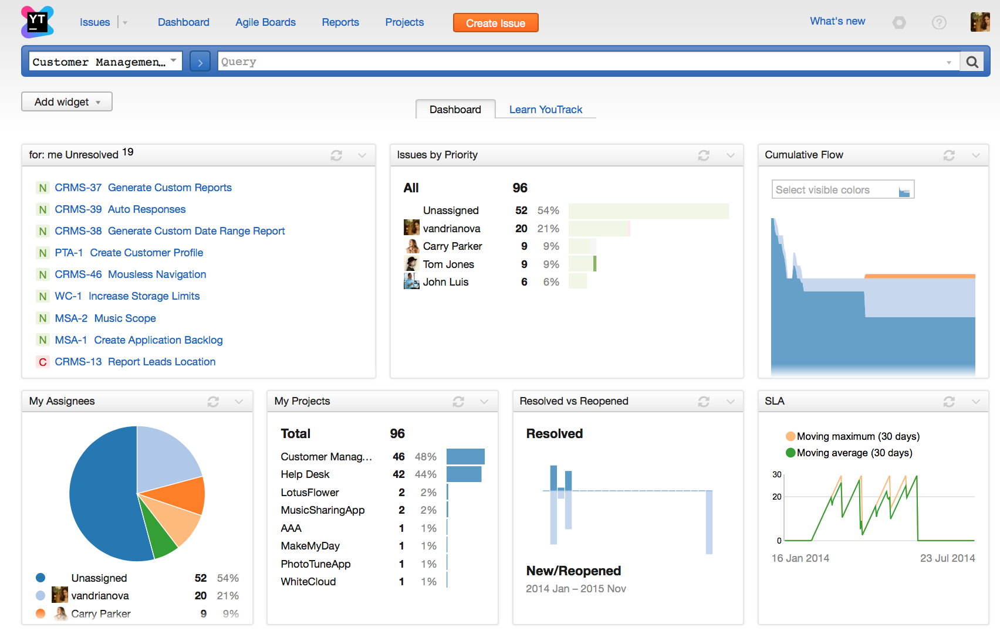 YT
Issues
Dashboard
Agile Boards
Reports
Projects
Create Issue
What's new
Customer Managemen…
Query
Add widget
Dashboard
Learn YouTrack
for: me Unresolved 19
N CRMS-37 Generate Custom Reports
N CRMS-39 Auto Responses
N CRMS-38 Generate Custom Date Range Report
N PTA-1 Create Customer Profile
N CRMS-46 Mousless Navigation
N WC-1 Increase Storage Limits
N MSA-2 Music Scope
N MSA-1 Create Application Backlog
C CRMS-13 Report Leads Location
Issues by Priority
All 96
Unassigned 52 54%
vandrianova 20 21%
Carry Parker 9 9%
Tom Jones 9 9%
John Luis 6 6%
Cumulative Flow
Select visible colors
My Assignees
Unassigned 52 54%
vandrianova 20 21%
Carry Parker 9 9%
My Projects
Total 96
Customer Manag… 46 48%
Help Desk 42 44%
LotusFlower 2 2%
MusicSharingApp 2 2%
AAA 1 1%
MakeMyDay 1 1%
PhotoTuneApp 1 1%
WhiteCloud 1 1%
Resolved vs Reopened
Resolved
New/Reopened
2014 Jan – 2015 Nov
SLA
Moving maximum (30 days)
Moving average (30 days)
30
20
0
16 Jan 2014
23 Jul 2014